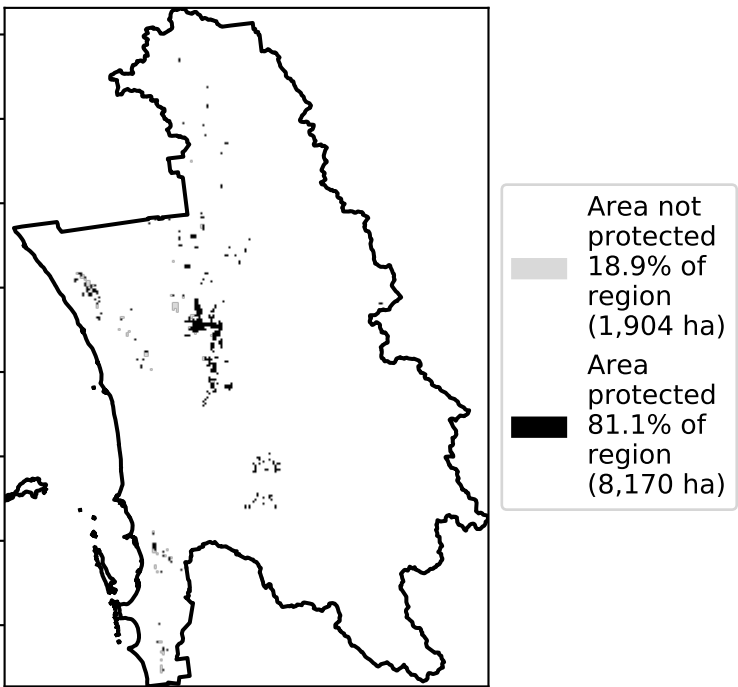 Area not
protected
18.9% of
region
(1,904 ha)
Area
protected
81.1% of
region
(8,170 ha)